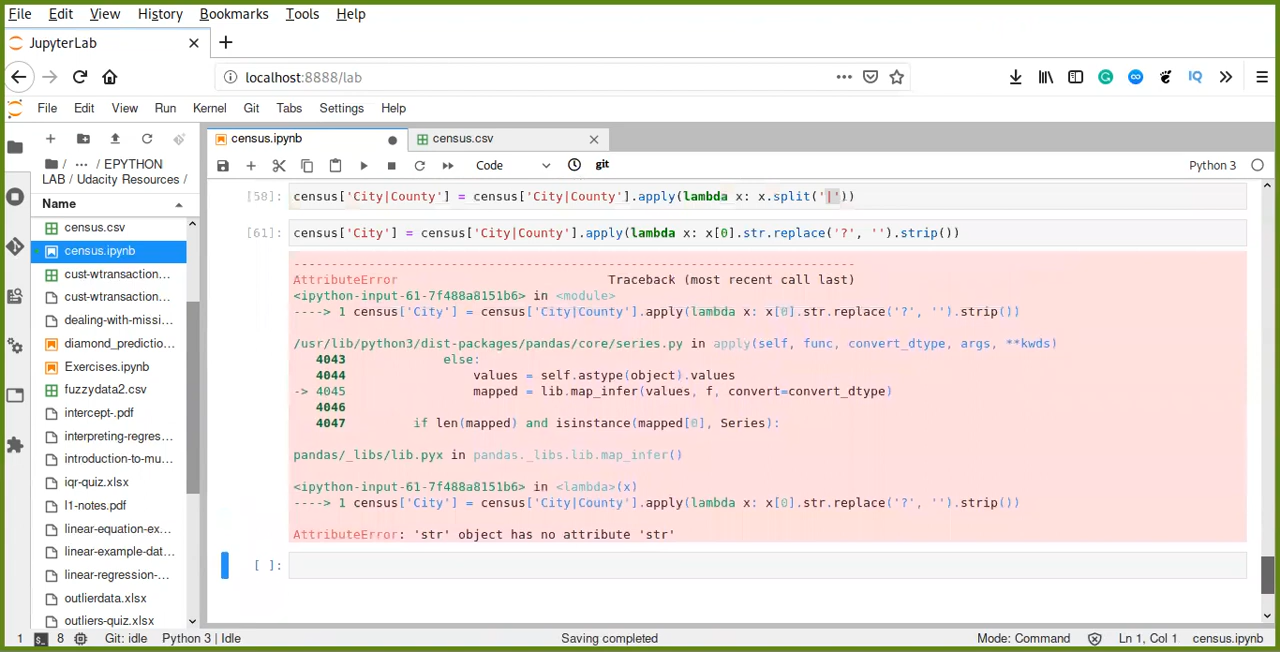 File Edit View History Bookmarks Tools Help
JupyterLab
localhost:8888/lab
IQ
File Edit View Run Kernel Git Tabs Settings Help
census.ipynb
census.csv
Code
git
Python 3
/ ... / EPYTHON
LAB / Udacity Resources /
Name
census.csv
census.ipynb
cust-wtransaction...
cust-wtransaction...
dealing-with-missi...
diamond_predictio...
Exercises.ipynb
fuzzydata2.csv
intercept-.pdf
interpreting-regres...
introduction-to-mu...
iqr-quiz.xlsx
l1-notes.pdf
linear-equation-ex...
linear-example-dat...
linear-regression-...
outlierdata.xlsx
outliers-quiz.xlsx
[50]: census['City|County'] = census['City|County'].apply(lambda x: x.split('|'))
[61]: census['City'] = census['City|County'].apply(lambda x: x[0].str.replace('?', '').strip())
---------------------------------------------------------------------------
AttributeError Traceback (most recent call last)
<ipython-input-61-7f488a8151b6> in <module>
----> 1 census['City'] = census['City|County'].apply(lambda x: x[0].str.replace('?', '').strip())
/usr/lib/python3/dist-packages/pandas/core/series.py in apply(self, func, convert_dtype, args, **kwds)
4043 else:
4044 values = self.astype(object).values
-> 4045 mapped = lib.map_infer(values, f, convert=convert_dtype)
4046
4047 if len(mapped) and isinstance(mapped[0], Series):
pandas/_libs/lib.pyx in pandas._libs.lib.map_infer()
<ipython-input-61-7f488a8151b6> in <lambda>(x)
----> 1 census['City'] = census['City|County'].apply(lambda x: x[0].str.replace('?', '').strip())
AttributeError: 'str' object has no attribute 'str'
[ ]:
1 8 Git: idle Python 3 | Idle Saving completed Mode: Command Ln 1, Col 1 census.ipynb